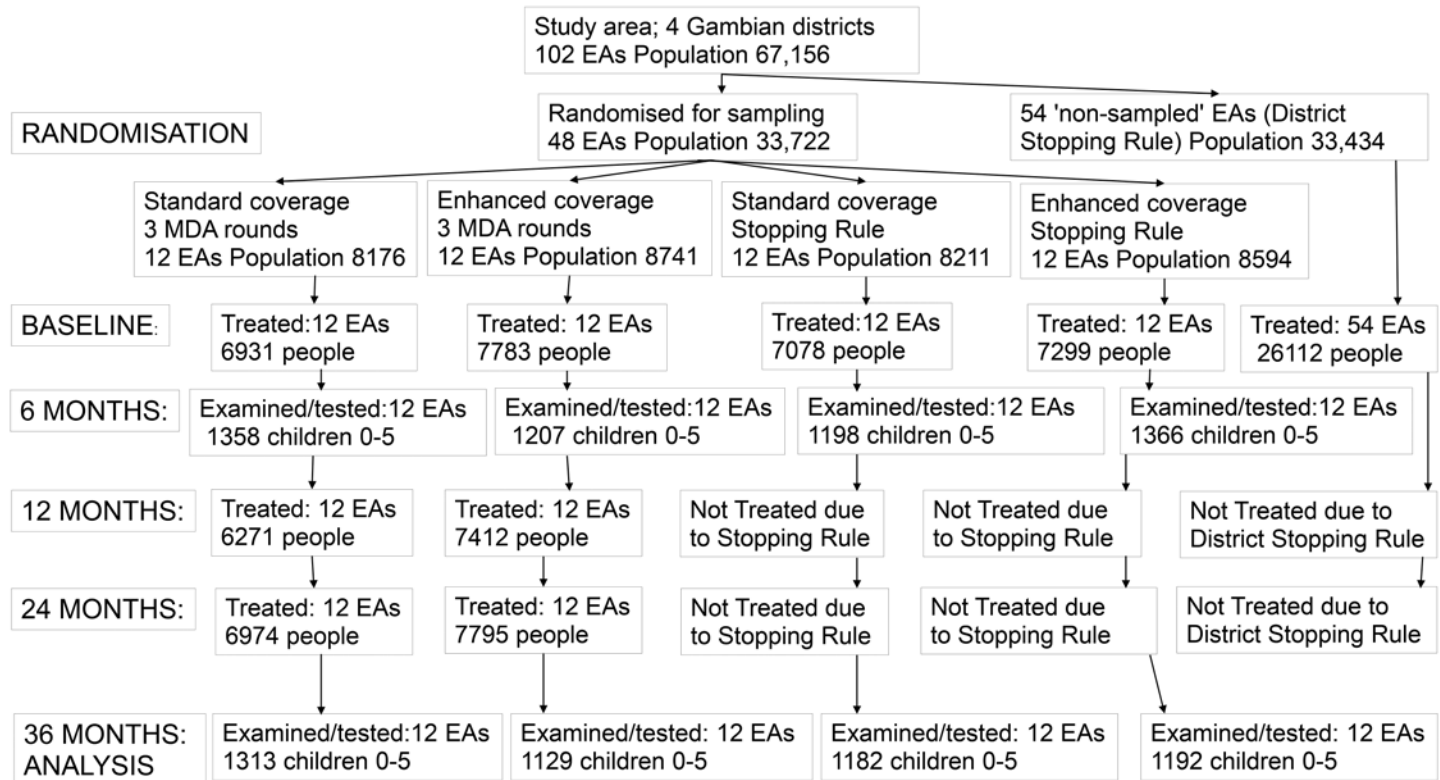 Study area; 4 Gambian districts
102 EAs Population 67,156
RANDOMISATION
Randomised for sampling
48 EAs Population 33,722
54 'non-sampled' EAs (District
Stopping Rule) Population 33,434
Standard coverage
3 MDA rounds
12 EAs Population 8176
Enhanced coverage
3 MDA rounds
12 EAs Population 8741
Standard coverage
Stopping Rule
12 EAs Population 8211
Enhanced coverage
Stopping Rule
12 EAs Population 8594
BASELINE:
Treated:12 EAs
6931 people
Treated: 12 EAs
7783 people
Treated:12 EAs
7078 people
Treated: 12 EAs
7299 people
Treated: 54 EAs
26112 people
6 MONTHS:
Examined/tested:12 EAs
1358 children 0-5
Examined/tested:12 EAs
1207 children 0-5
Examined/tested:12 EAs
1198 children 0-5
Examined/tested:12 EAs
1366 children 0-5
12 MONTHS:
Treated: 12 EAs
6271 people
Treated: 12 EAs
7412 people
Not Treated due
to Stopping Rule
Not Treated due
to Stopping Rule
Not Treated due to
District Stopping Rule
24 MONTHS:
Treated: 12 EAs
6974 people
Treated: 12 EAs
7795 people
Not Treated due
to Stopping Rule
Not Treated due
to Stopping Rule
Not Treated due to
District Stopping Rule
36 MONTHS:
ANALYSIS
Examined/tested:12 EAs
1313 children 0-5
Examined/tested: 12 EAs
1129 children 0-5
Examined/tested: 12 EAs
1182 children 0-5
Examined/tested: 12 EAs
1192 children 0-5